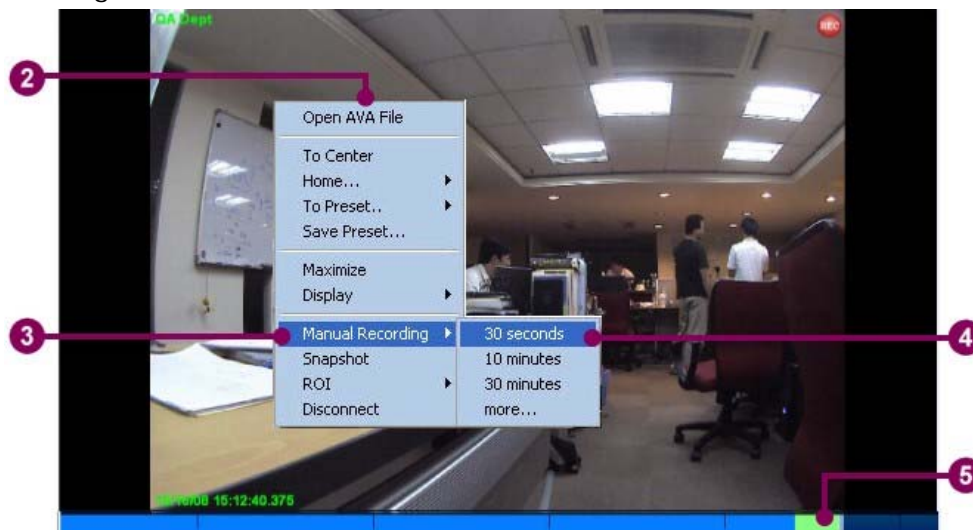 QA Dept
REC
2
Open AVA File
To Center
Home...
To Preset..
Save Preset...
Maximize
Display
3
Manual Recording
30 seconds
4
Snapshot
10 minutes
ROI
30 minutes
Disconnect
more...
5
15:12:40.375